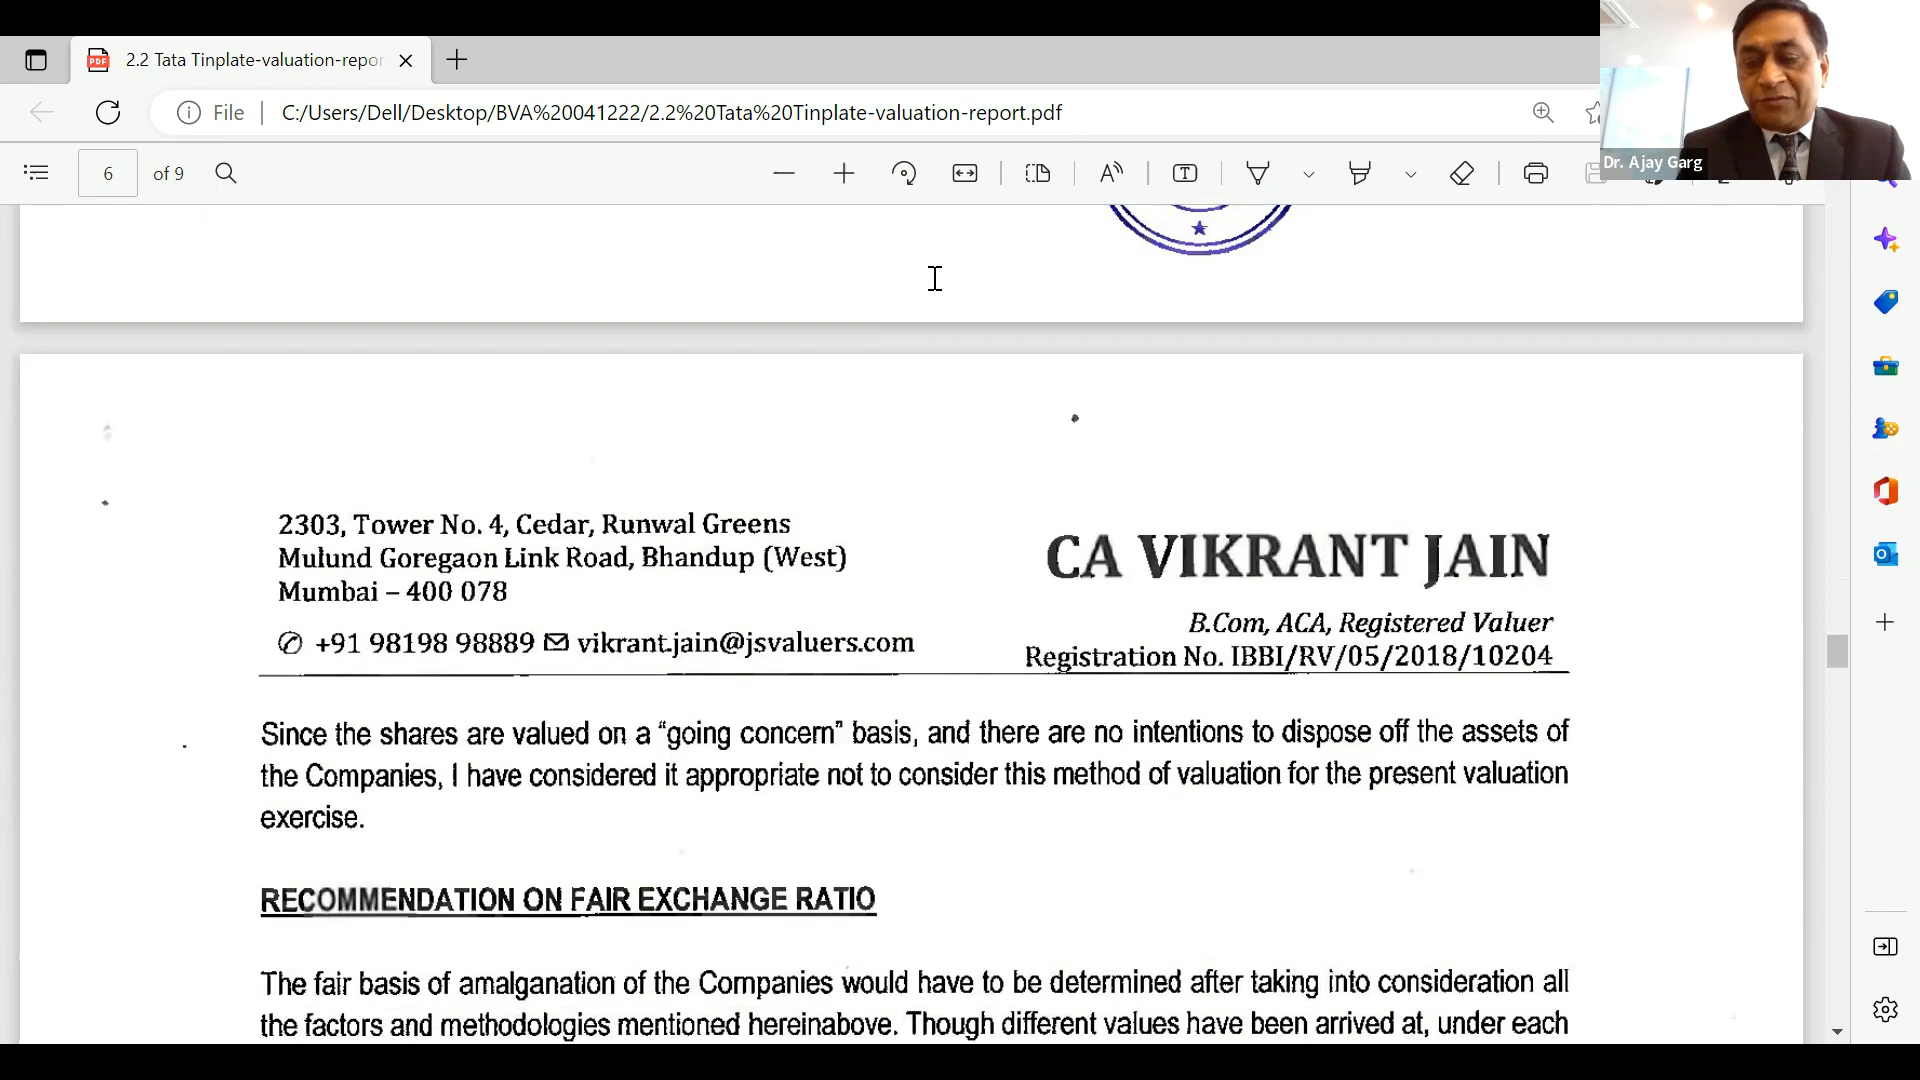 2.2 Tata Tinplate-valuation-repor
File
C:/Users/Dell/Desktop/BVA%20041222/2.2%20Tata%20Tinplate-valuation-report.pdf
6
of 9
Dr. Ajay Garg
2303, Tower No. 4, Cedar, Runwal Greens
Mulund Goregaon Link Road, Bhandup (West)
Mumbai – 400 078
+91 98198 98889 vikrant.jain@jsvaluers.com
CA VIKRANT JAIN
B.Com, ACA, Registered Valuer
Registration No. IBBI/RV/05/2018/10204
Since the shares are valued on a “going concern” basis, and there are no intentions to dispose off the assets of
the Companies, I have considered it appropriate not to consider this method of valuation for the present valuation
exercise.
RECOMMENDATION ON FAIR EXCHANGE RATIO
The fair basis of amalganation of the Companies would have to be determined after taking into consideration all
the factors and methodologies mentioned hereinabove. Though different values have been arrived at, under each